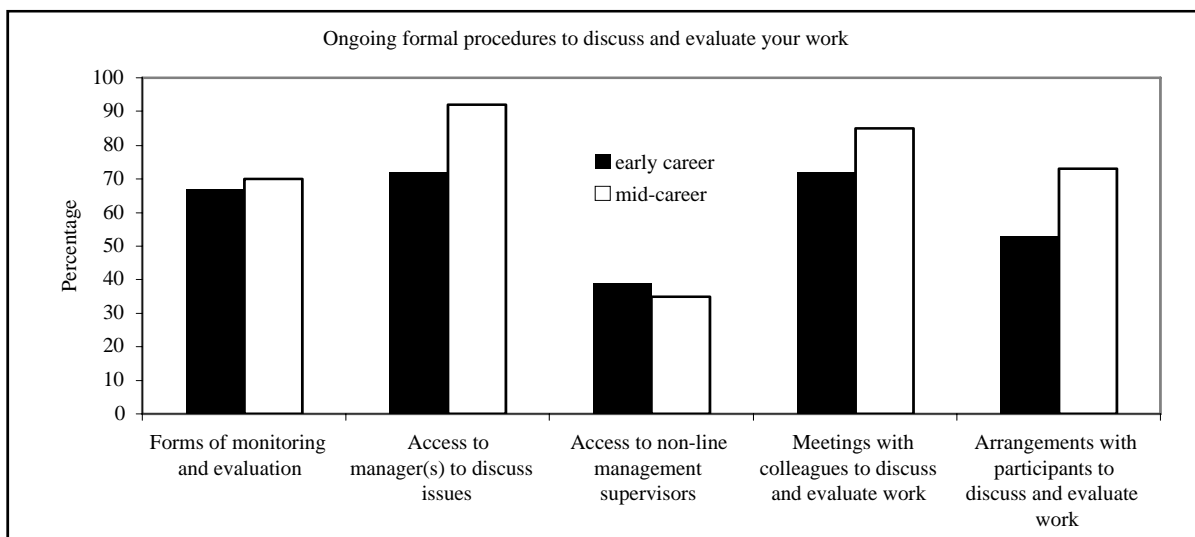 Ongoing formal procedures to discuss and evaluate your work
100
90
80
70
60
50
40
30
20
10
0
Percentage
early career
mid-career
Forms of monitoring
and evaluation
Access to
manager(s) to discuss
issues
Access to non-line
management
supervisors
Meetings with
colleagues to discuss
and evaluate work
Arrangements with
participants to
discuss and evaluate
work